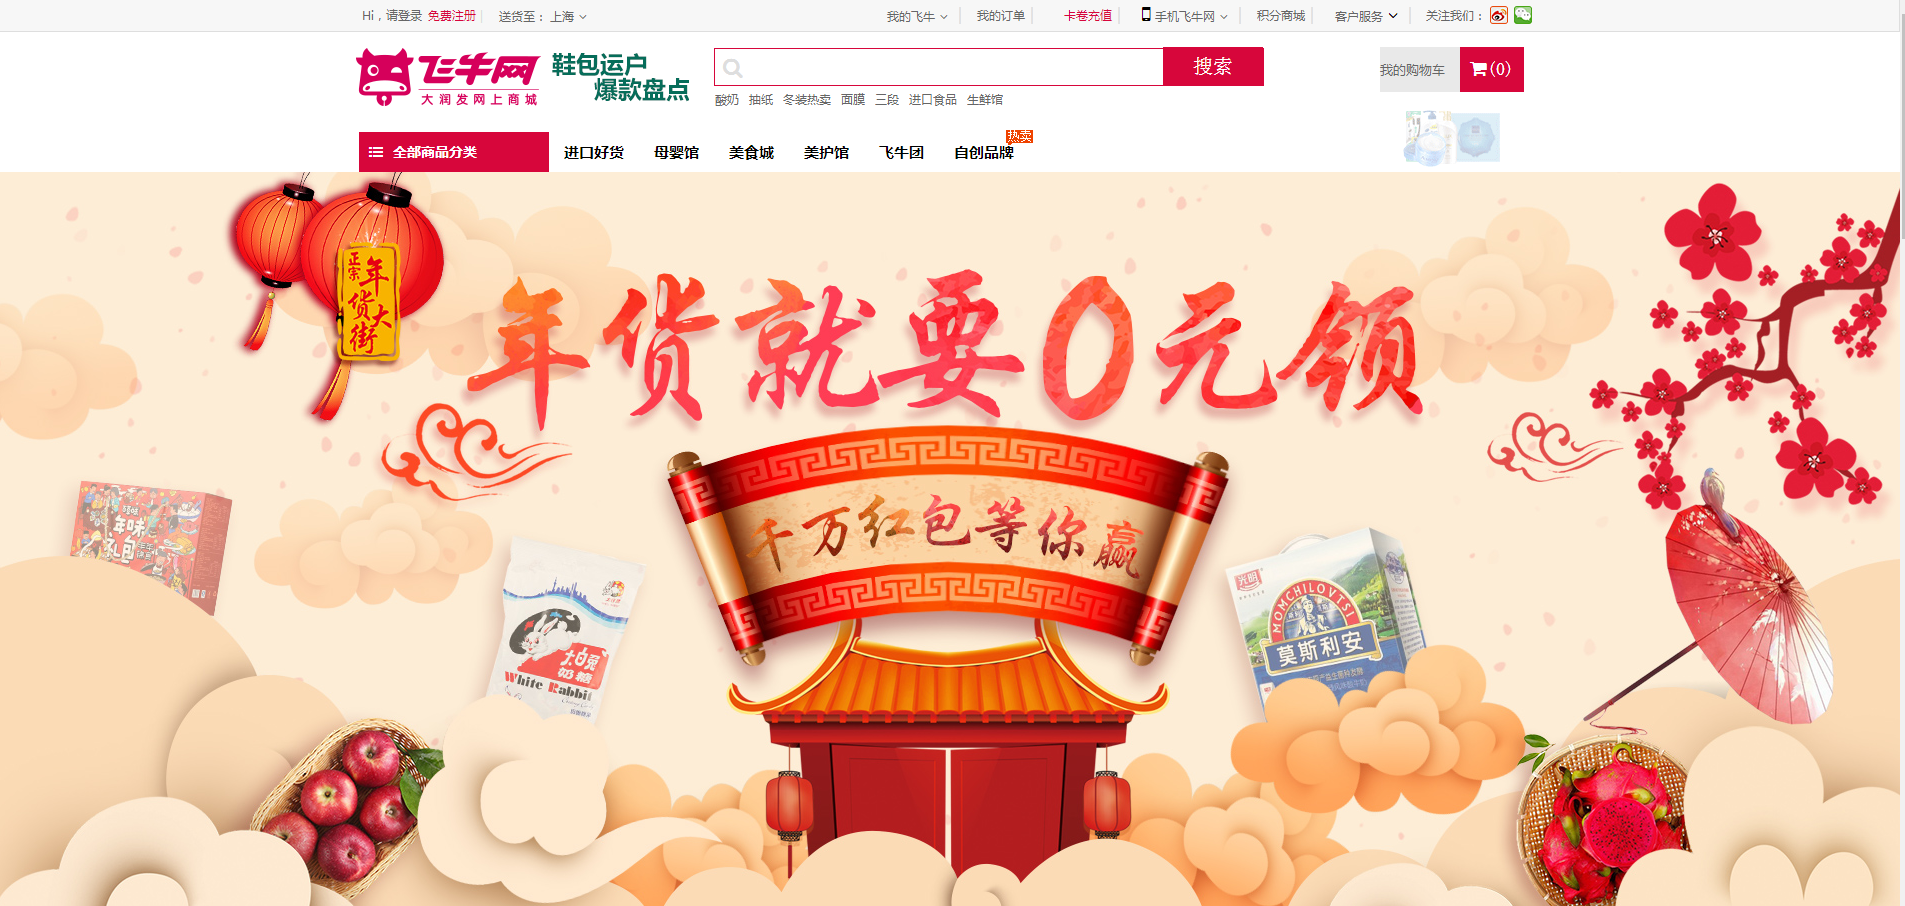 Hi，请登录 免费注册 送货至：上海 我的飞牛 我的订单 卡卷充值 手机飞牛网 积分商城 客户服务 关注我们：
飞牛网
大润发网上商城
鞋包运户
爆款盘点
搜索
我的购物车 (0)
酸奶 抽纸 冬装热卖 面膜 三段 进口食品 生鲜馆
热卖
全部商品分类 进口好货 母婴馆 美食城 美护馆 飞牛团 自创品牌
正宗
年货大街
年货就要0元领
千万红包等你赢
年味
礼包
大白兔
奶糖
White Rabbit
光明
MOMCHILOVTSI
莫斯利安